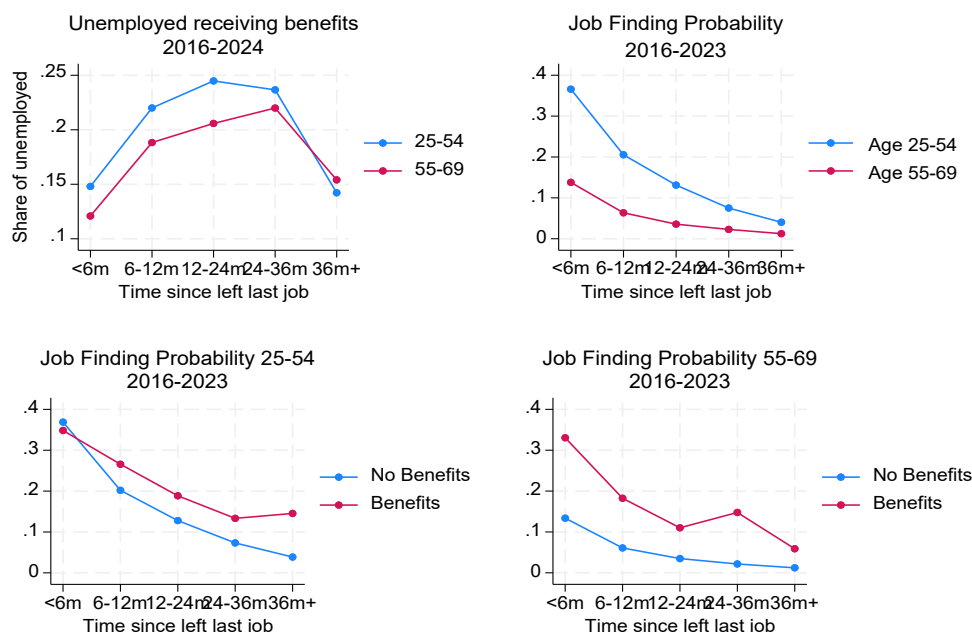 Unemployed receiving benefits
2016-2024
Share of unemployed
.25
.2
.15
.1
<6m 6-12m 12-24m 24-36m 36m+
Time since left last job
25-54
55-69
Job Finding Probability
2016-2023
.4
.3
.2
.1
0
<6m 6-12m 12-24m 24-36m 36m+
Time since left last job
Age 25-54
Age 55-69
Job Finding Probability 25-54
2016-2023
.4
.3
.2
.1
0
<6m 6-12m 12-24m 24-36m 36m+
Time since left last job
No Benefits
Benefits
Job Finding Probability 55-69
2016-2023
.4
.3
.2
.1
0
<6m 6-12m 12-24m 24-36m 36m+
Time since left last job
No Benefits
Benefits